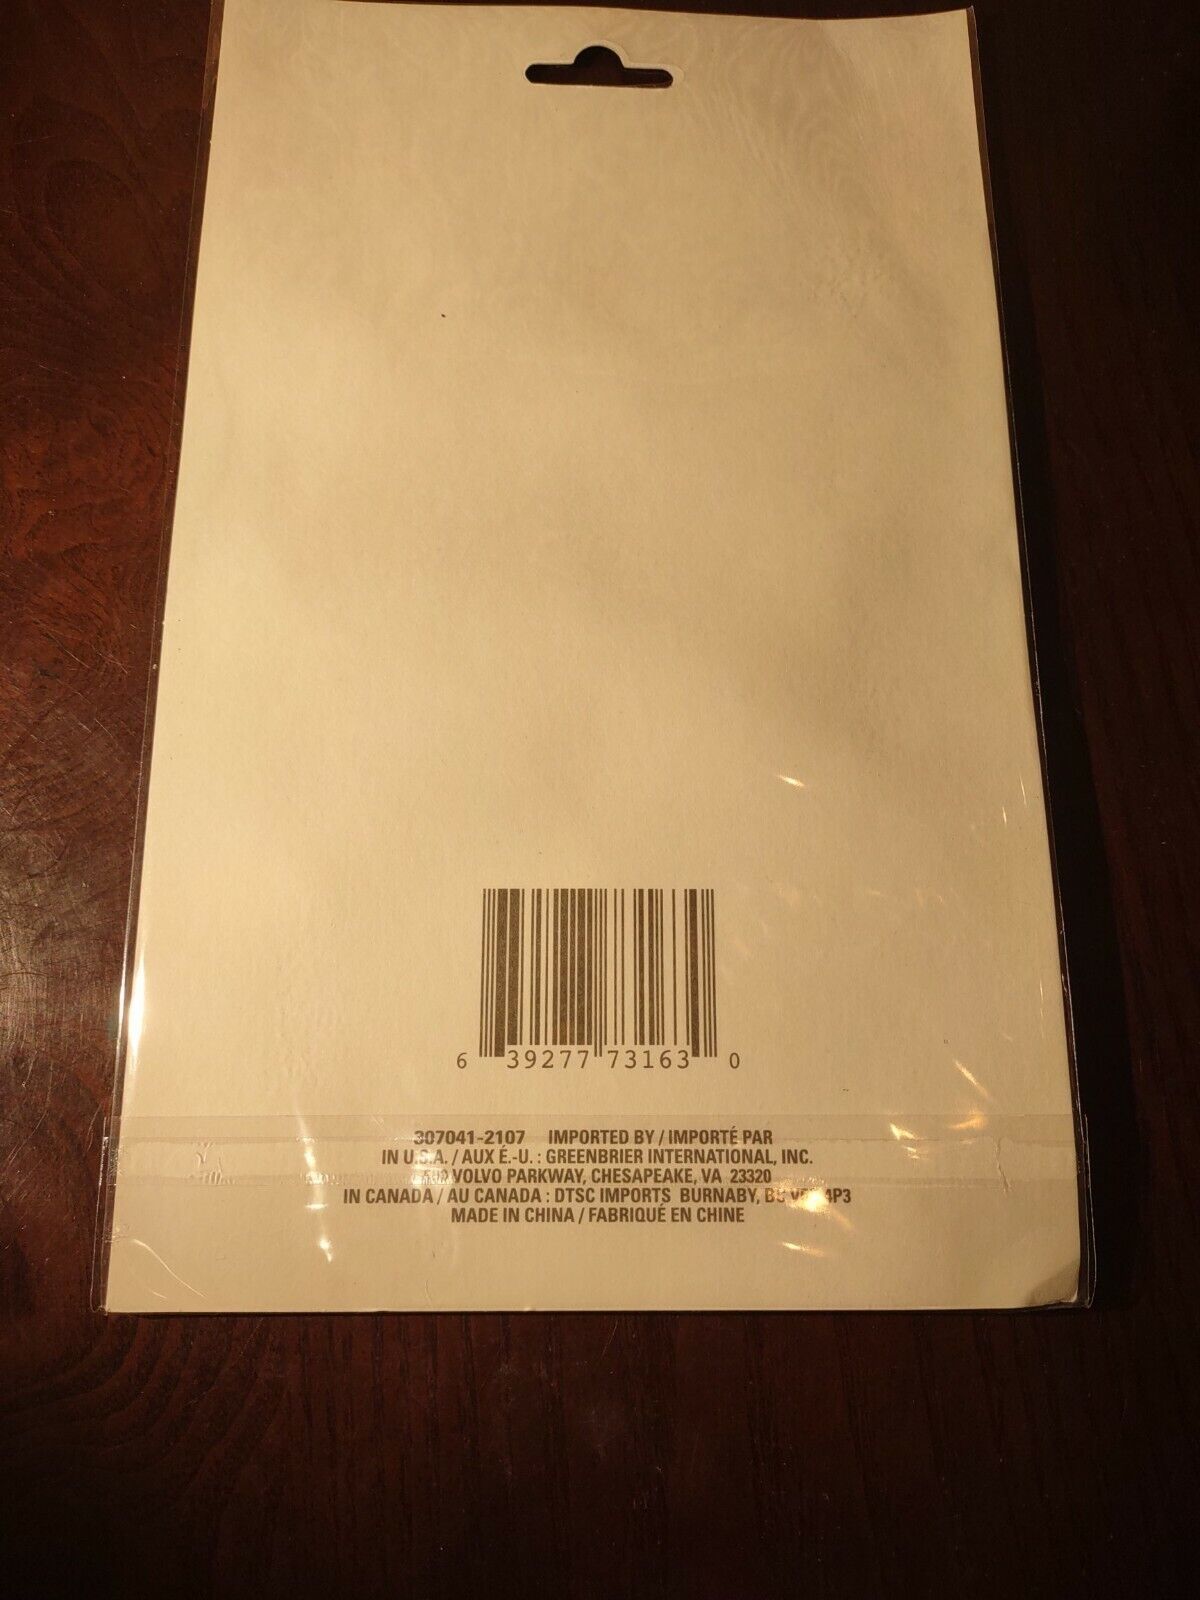 6 39277 73163 0
307041-2107 IMPORTED BY / IMPORTÉ PAR
IN U.S.A. / AUX É.-U. : GREENBRIER INTERNATIONAL, INC.
VOLVO PARKWAY, CHESAPEAKE, VA 23320
IN CANADA / AU CANADA : DTSC IMPORTS BURNABY, BC 4P3
MADE IN CHINA / FABRIQUÉ EN CHINE